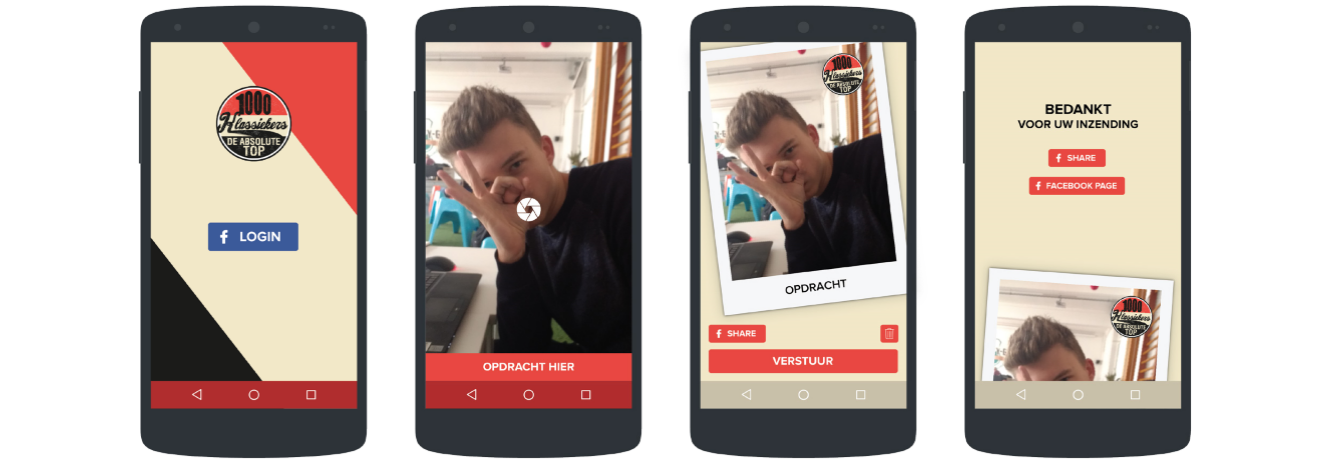 1000
Klassiekers
DE ABSOLUTE
TOP
f LOGIN
OPDRACHT HIER
1000
Klassiekers
DE ABSOLUTE
TOP
OPDRACHT
f SHARE
VERSTUUR
BEDANKT
VOOR UW INZENDING
f SHARE
f FACEBOOK PAGE
1000
Klassiekers
DE ABSOLUTE
TOP